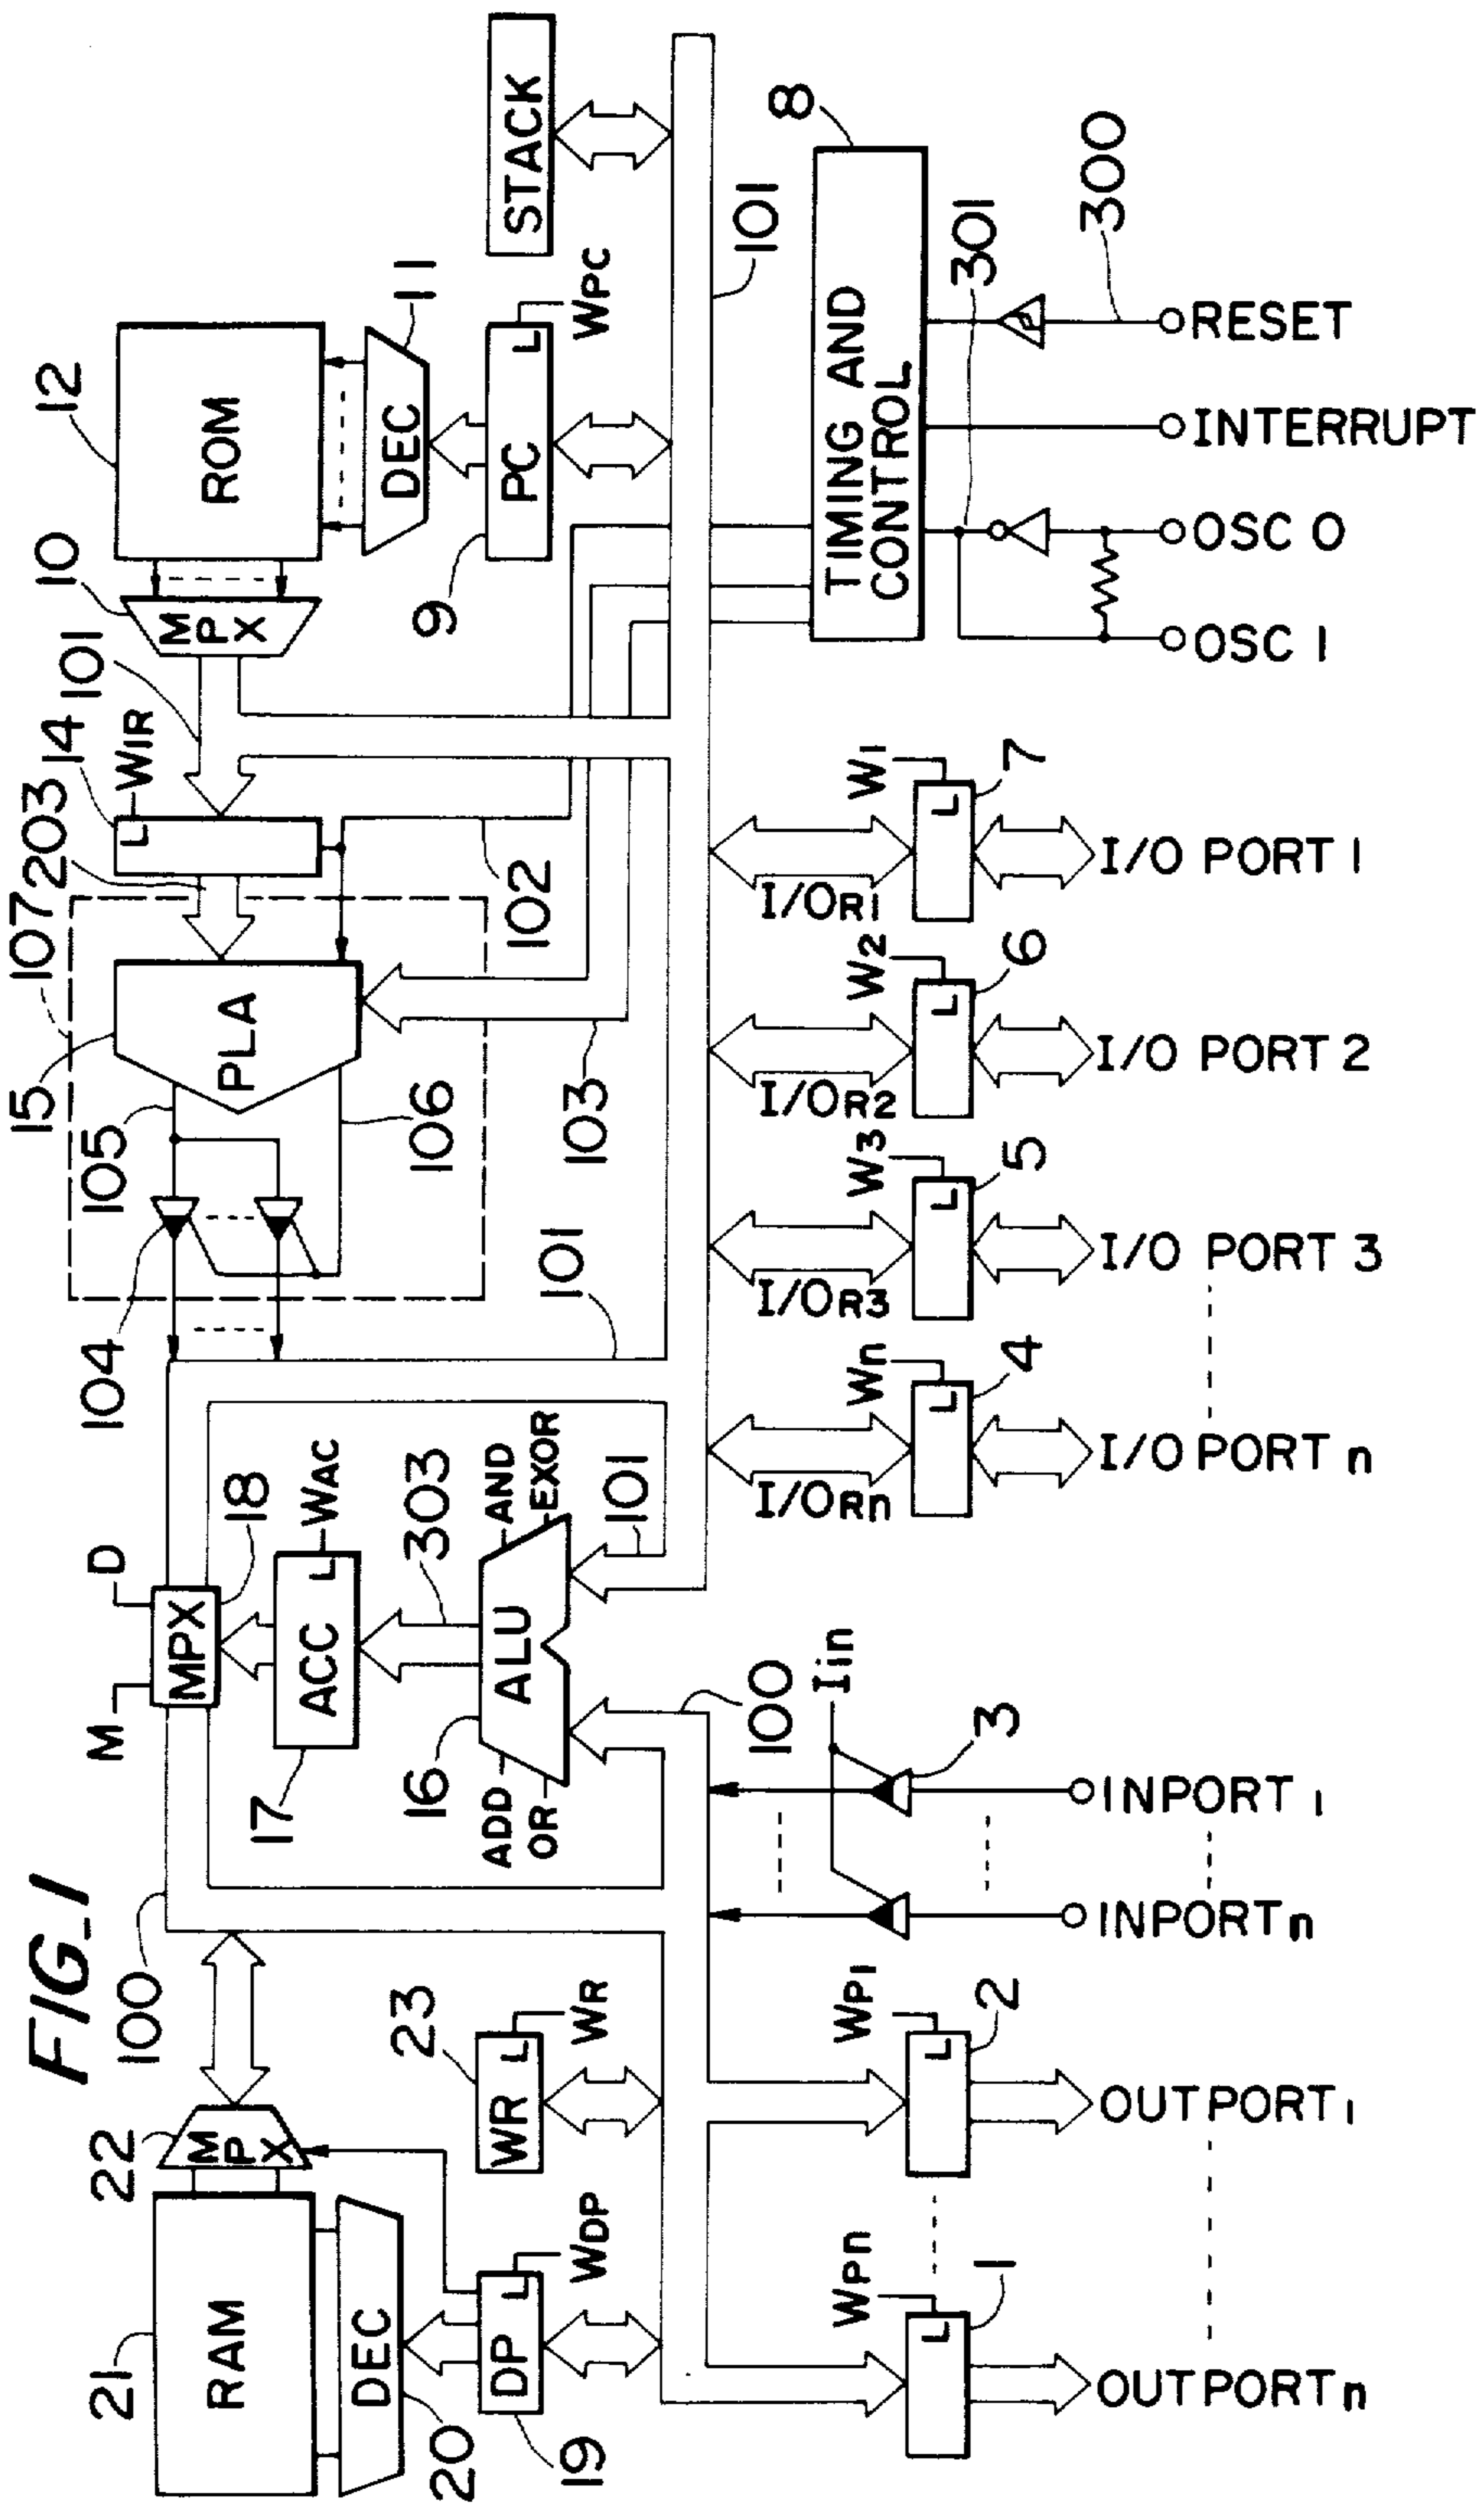 FIG_1
21
RAM
22
MPX
100
M
D
MPX
18
104
105
15
107
203
14
101
10
12
ROM
MPX
WIR
L
PLA
106
102
103
11
DEC
9
PC
L
WPC
STACK
DEC
20
DP
L
19
WDP
23
WR
L
WR
17
ACC
L
WAC
303
16
ALU
ADD
OR
AND
EXOR
101
101
101
100
Iin
8
TIMING AND
CONTROL
301
300
WPn
L
1
WP1
L
2
3
I/ORn
Wn
L
4
I/OR3
W3
L
5
I/OR2
W2
L
6
I/OR1
W1
L
7
OUTPORTn
OUTPORT1
INPORTn
INPORT1
I/O PORT n
I/O PORT 3
I/O PORT 2
I/O PORT 1
OSC 1
OSC 0
INTERRUPT
RESET